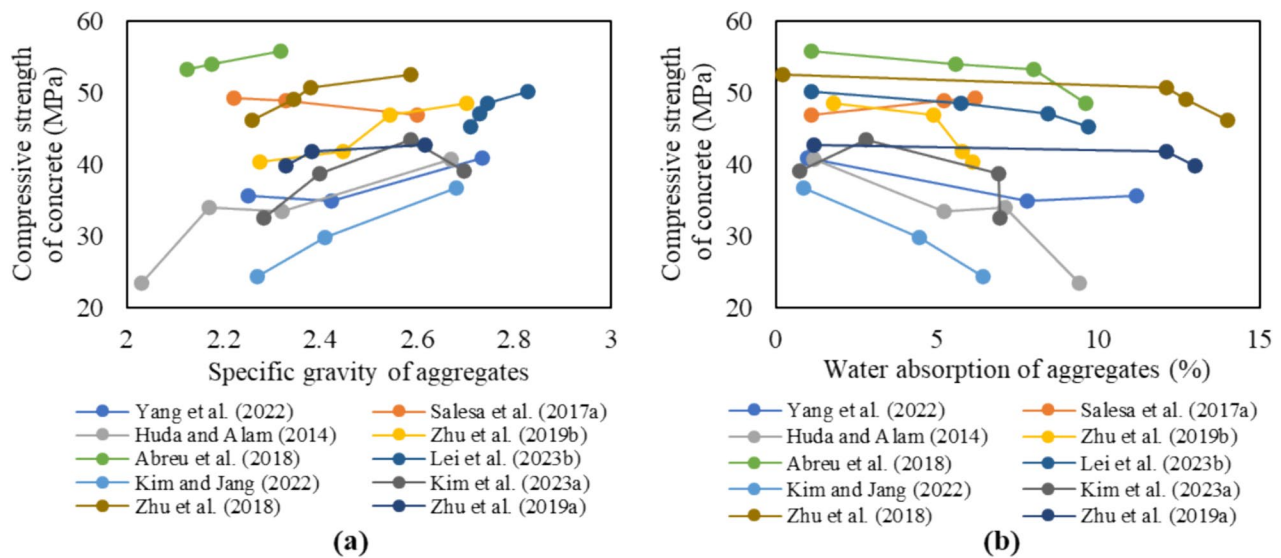 60
50
40
30
20
Compressive strength
of concrete (MPa)
2 2.2 2.4 2.6 2.8 3
Specific gravity of aggregates
Yang et al. (2022) Salesa et al. (2017a)
Huda and Alam (2014) Zhu et al. (2019b)
Abreu et al. (2018) Lei et al. (2023b)
Kim and Jang (2022) Kim et al. (2023a)
Zhu et al. (2018) Zhu et al. (2019a)
(a)
60
50
40
30
20
Compressive strength
of concrete (MPa)
0 5 10 15
Water absorption of aggregates (%)
Yang et al. (2022) Salesa et al. (2017a)
Huda and Alam (2014) Zhu et al. (2019b)
Abreu et al. (2018) Lei et al. (2023b)
Kim and Jang (2022) Kim et al. (2023a)
Zhu et al. (2018) Zhu et al. (2019a)
(b)